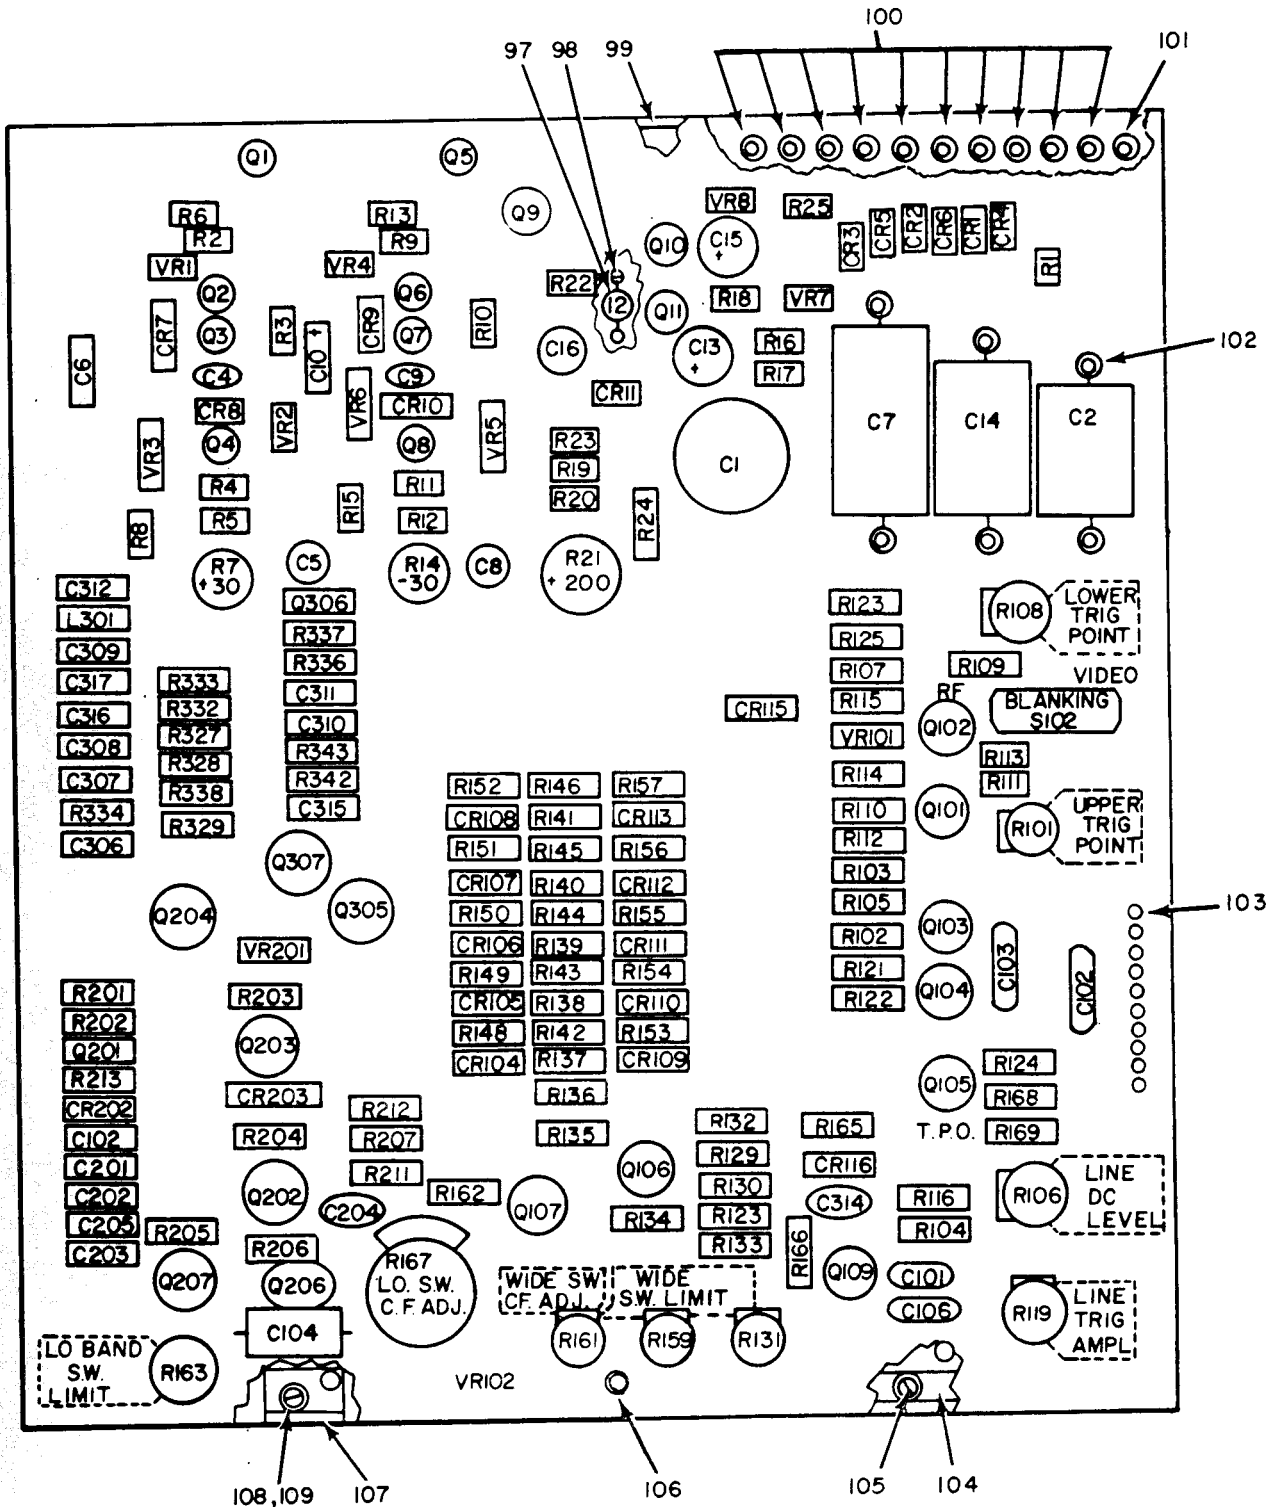 100
97 98 99 101
Q1 Q5
R6 R13 Q9 VR8 R25
R2 R9 Q10 C15 + CR3 CR5 CR2 CR6 CR1 CR4
VR1 VR4 R1
Q2 Q6 R22 12 Q11 R18 VR7
CR7 Q3 R3 C10 + CR9 Q7 R10 C16 C13 + R16 102
C6 C4 C9 R17
CR8 VR6 CR10 CR11 C7 C14 C2
VR3 Q4 VR2 Q8 VR5 R23 C1
R4 R11 R19
R5 R15 R12 R20 R24
R8
R7 C5 R14 C8 R21
+30 -30 + 200
C312 Q306 R123 R108 LOWER
L301 R337 R125 TRIG
POINT
C309 R336 R107 R109
C317 R333 C311 R115 RF VIDEO
C316 R332 C310 CR115 Q102 BLANKING
S102
C308 R327 R343 VR101 R113
C307 R328 R342 R152 R146 R157 R114 R111
R334 R338 C315 CR108 R141 CR113 R110 Q101 UPPER
R101 TRIG
POINT
C306 R329 R151 R145 R156 R112
Q307 CR107 R140 CR112 R103
Q204 Q305 R150 R144 R155 R105 Q103 103
VR201 CR106 R139 CR111 R102 C103 C102
R149 R143 R154 R121 Q104
R201 R203 CR105 R138 CR110 R122
R202 R148 R142 R153
Q201 Q203 CR104 R137 CR109 R124
R213 R136 Q105 R168
CR202 CR203 R212 R132 R165 T.P.O. R169
C102 R204 R207 R135 R129 CR116
C201 R211 Q106 R130 C314 R116 R106 LINE
DC
LEVEL
C202 Q202 C204 R162 Q107 R134 R123 R104
C205 R205 R133 R166
C203 R206 R167
LO. S.W.
C.F. ADJ.
Q207 Q206 WIDE SW
CF. ADJ. WIDE
S.W. LIMIT Q109 C101 R119 LINE
TRIG
AMPL
C104 R161 R159 R131 C106
LO BAND
S.W.
LIMIT R163
VR102
108,109 107 106 105 104